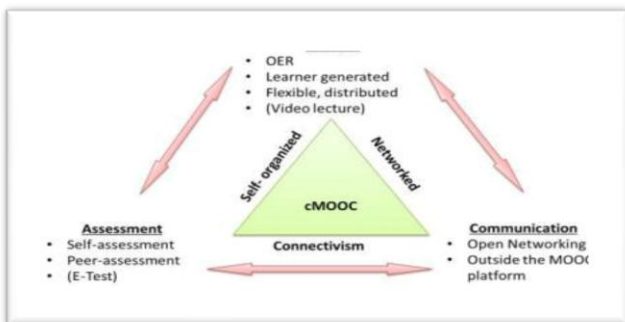 • OER
• Learner generated
• Flexible, distributed
• (Video lecture)
Self- organized
Networked
cMOOC
Connectivism
Assessment
• Self-assessment
• Peer-assessment
• (E-Test)
Communication
• Open Networking
• Outside the MOO
platform